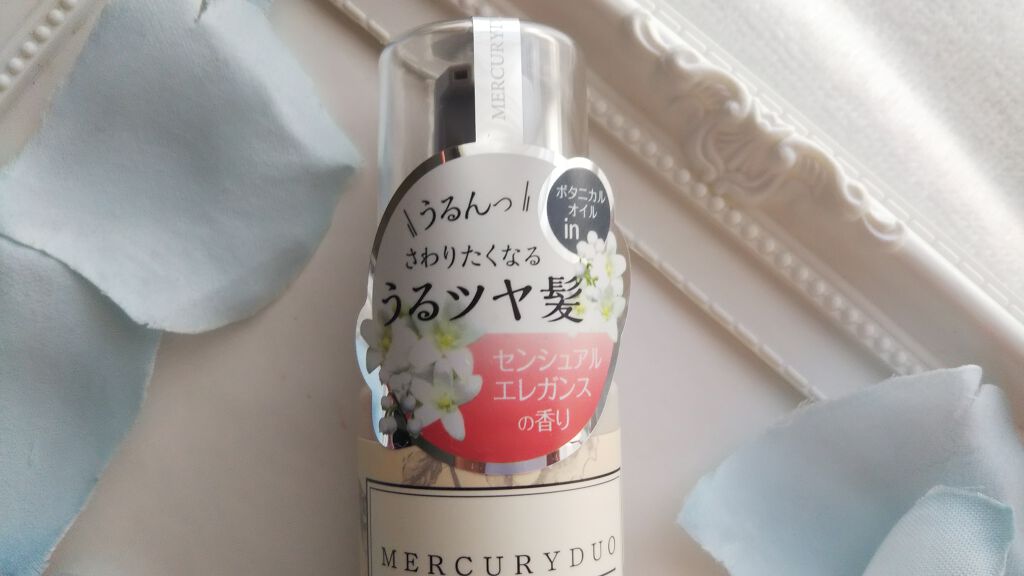 MERCURYD
うるんっ
ボタニカル
オイル
in
さわりたくなる
うるツヤ髪
センシュアル
エレガンス
の香り
MERCURYDUO